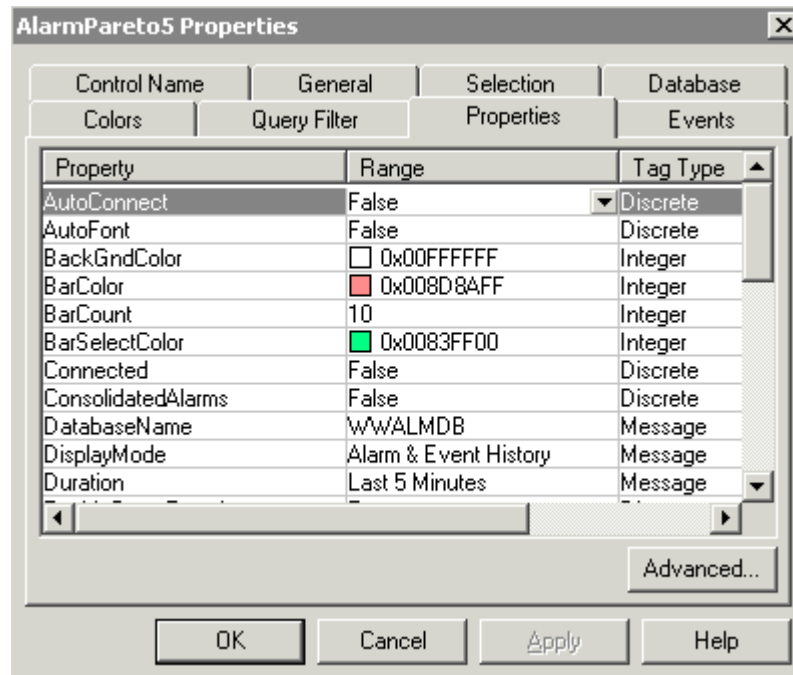 AlarmPareto5 Properties
Control Name General Selection Database
Colors Query Filter Properties Events
Property Range Tag Type
AutoConnect False Discrete
AutoFont False Discrete
BackGndColor 0x00FFFFFF Integer
BarColor 0x008D8AFF Integer
BarCount 10 Integer
BarSelectColor 0x0083FF00 Integer
Connected False Discrete
ConsolidatedAlarms False Discrete
DatabaseName WWALMDB Message
DisplayMode Alarm & Event History Message
Duration Last 5 Minutes Message
Advanced...
OK Cancel Apply Help